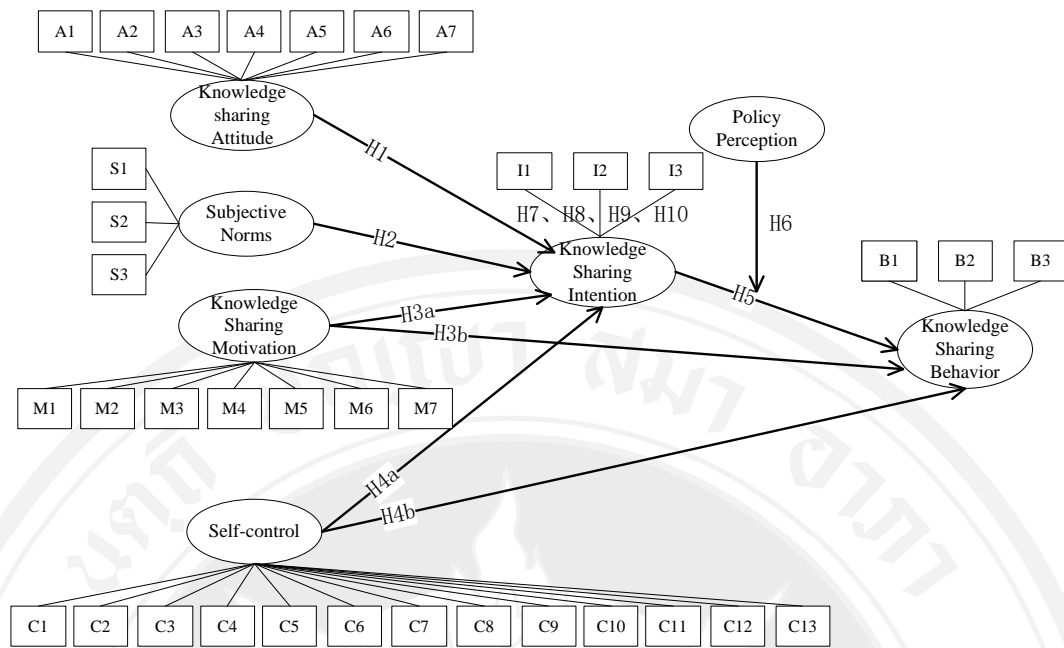 A1 A2 A3 A4 A5 A6 A7
Knowledge
sharing
Attitude
Policy
Perception
H1
S1
S2
S3
Subjective
Norms
H2
I1 I2 I3
H7、H8、H9、H10
Knowledge
Sharing
Intention
H6
B1 B2 B3
H5
Knowledge
Sharing
Behavior
Knowledge
Sharing
Motivation
H3a
H3b
M1 M2 M3 M4 M5 M6 M7
H4a
H4b
Self-control
C1 C2 C3 C4 C5 C6 C7 C8 C9 C10 C11 C12 C13